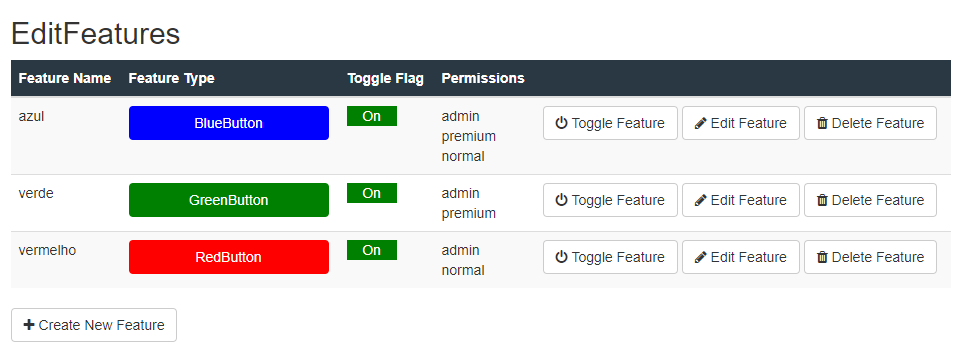 EditFeatures
Feature Name Feature Type Toggle Flag Permissions
azul BlueButton On admin Toggle Feature Edit Feature Delete Feature
premium
normal
verde GreenButton On admin Toggle Feature Edit Feature Delete Feature
premium
vermelho RedButton On admin Toggle Feature Edit Feature Delete Feature
normal
Create New Feature